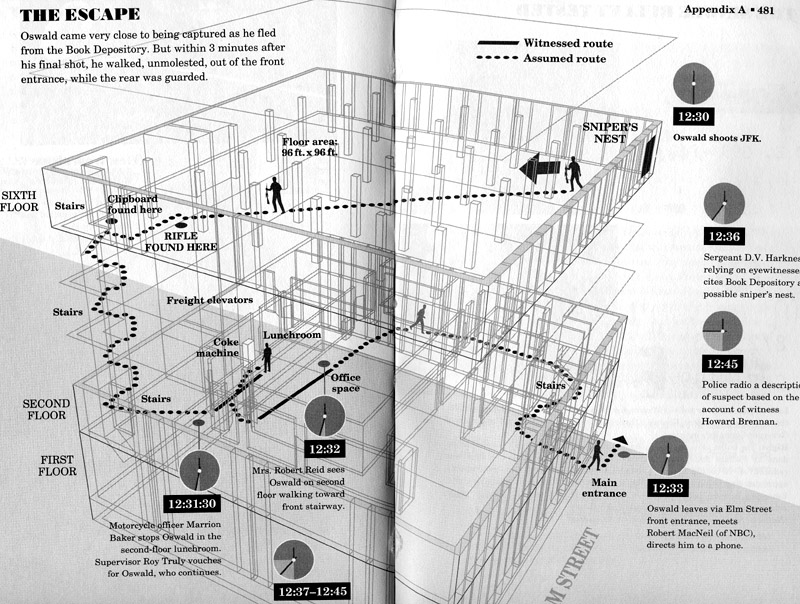 THE ESCAPE
Oswald came very close to being captured as he fled
from the Book Depository. But within 3 minutes after
his final shot, he walked, unmolested, out of the front
entrance, while the rear was guarded.
Appendix A • 481
Witnessed route
Assumed route
12:30
Oswald shoots JFK.
SNIPER'S
NEST
Floor area:
96 ft. x 96 ft.
SIXTH
FLOOR
Stairs
Clipboard
found here
RIFLE
FOUND HERE
12:36
Sergeant D.V.
relying on
cites Book Depository
possible sniper's nest.
Freight elevators
Stairs
Coke
machine
Lunchroom
Office
space
12:45
Police radio a
of suspect based on the
account of witness
Howard Brennan.
Stairs
Stairs
SECOND
FLOOR
FIRST
FLOOR
12:32
Mrs. Robert Reid sees
Oswald on second
floor walking toward
front stairway.
12:31:30
Motorcycle officer Marrion
Baker stops Oswald in the
second-floor lunchroom.
Supervisor Roy Truly vouches
for Oswald, who continues.
Main
entrance
12:33
Oswald leaves via Elm Street
front entrance, meets
Robert MacNeil (of NBC),
directs him to a phone.
M STREET
12:37–12:45